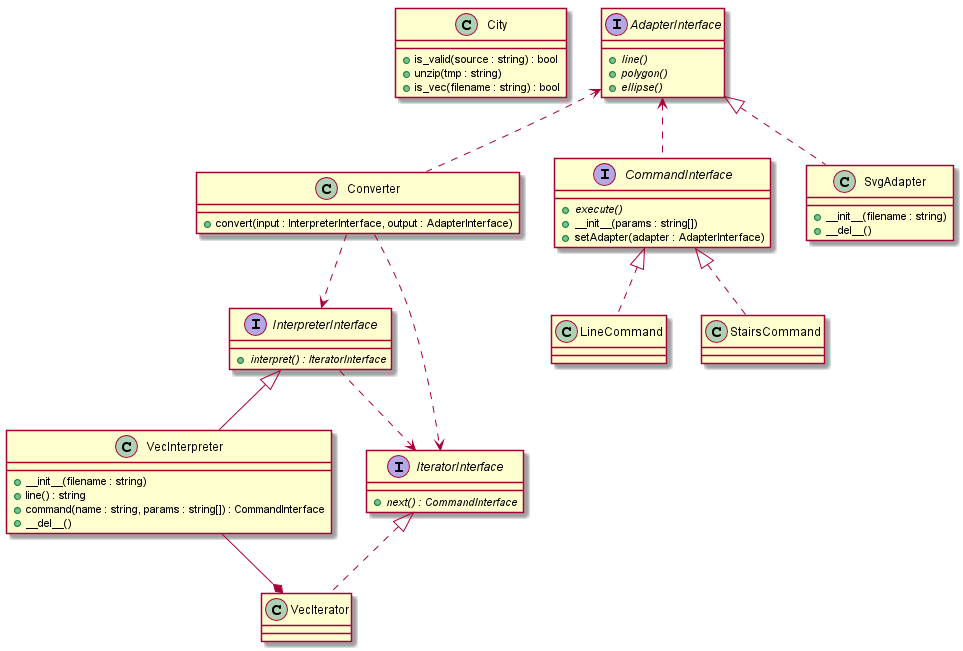 C City
is_valid(source : string) : bool
unzip(tmp : string)
is_vec(filename : string) : bool
I AdapterInterface
line()
polygon()
ellipse()
C Converter
convert(input : InterpreterInterface, output : AdapterInterface)
I CommandInterface
execute()
__init__(params : string[])
setAdapter(adapter : AdapterInterface)
C SvgAdapter
__init__(filename : string)
__del__()
I InterpreterInterface
interpret() : IteratorInterface
C LineCommand
C StairsCommand
C VecInterpreter
__init__(filename : string)
line() : string
command(name : string, params : string[]) : CommandInterface
__del__()
I IteratorInterface
next() : CommandInterface
C VecIterator